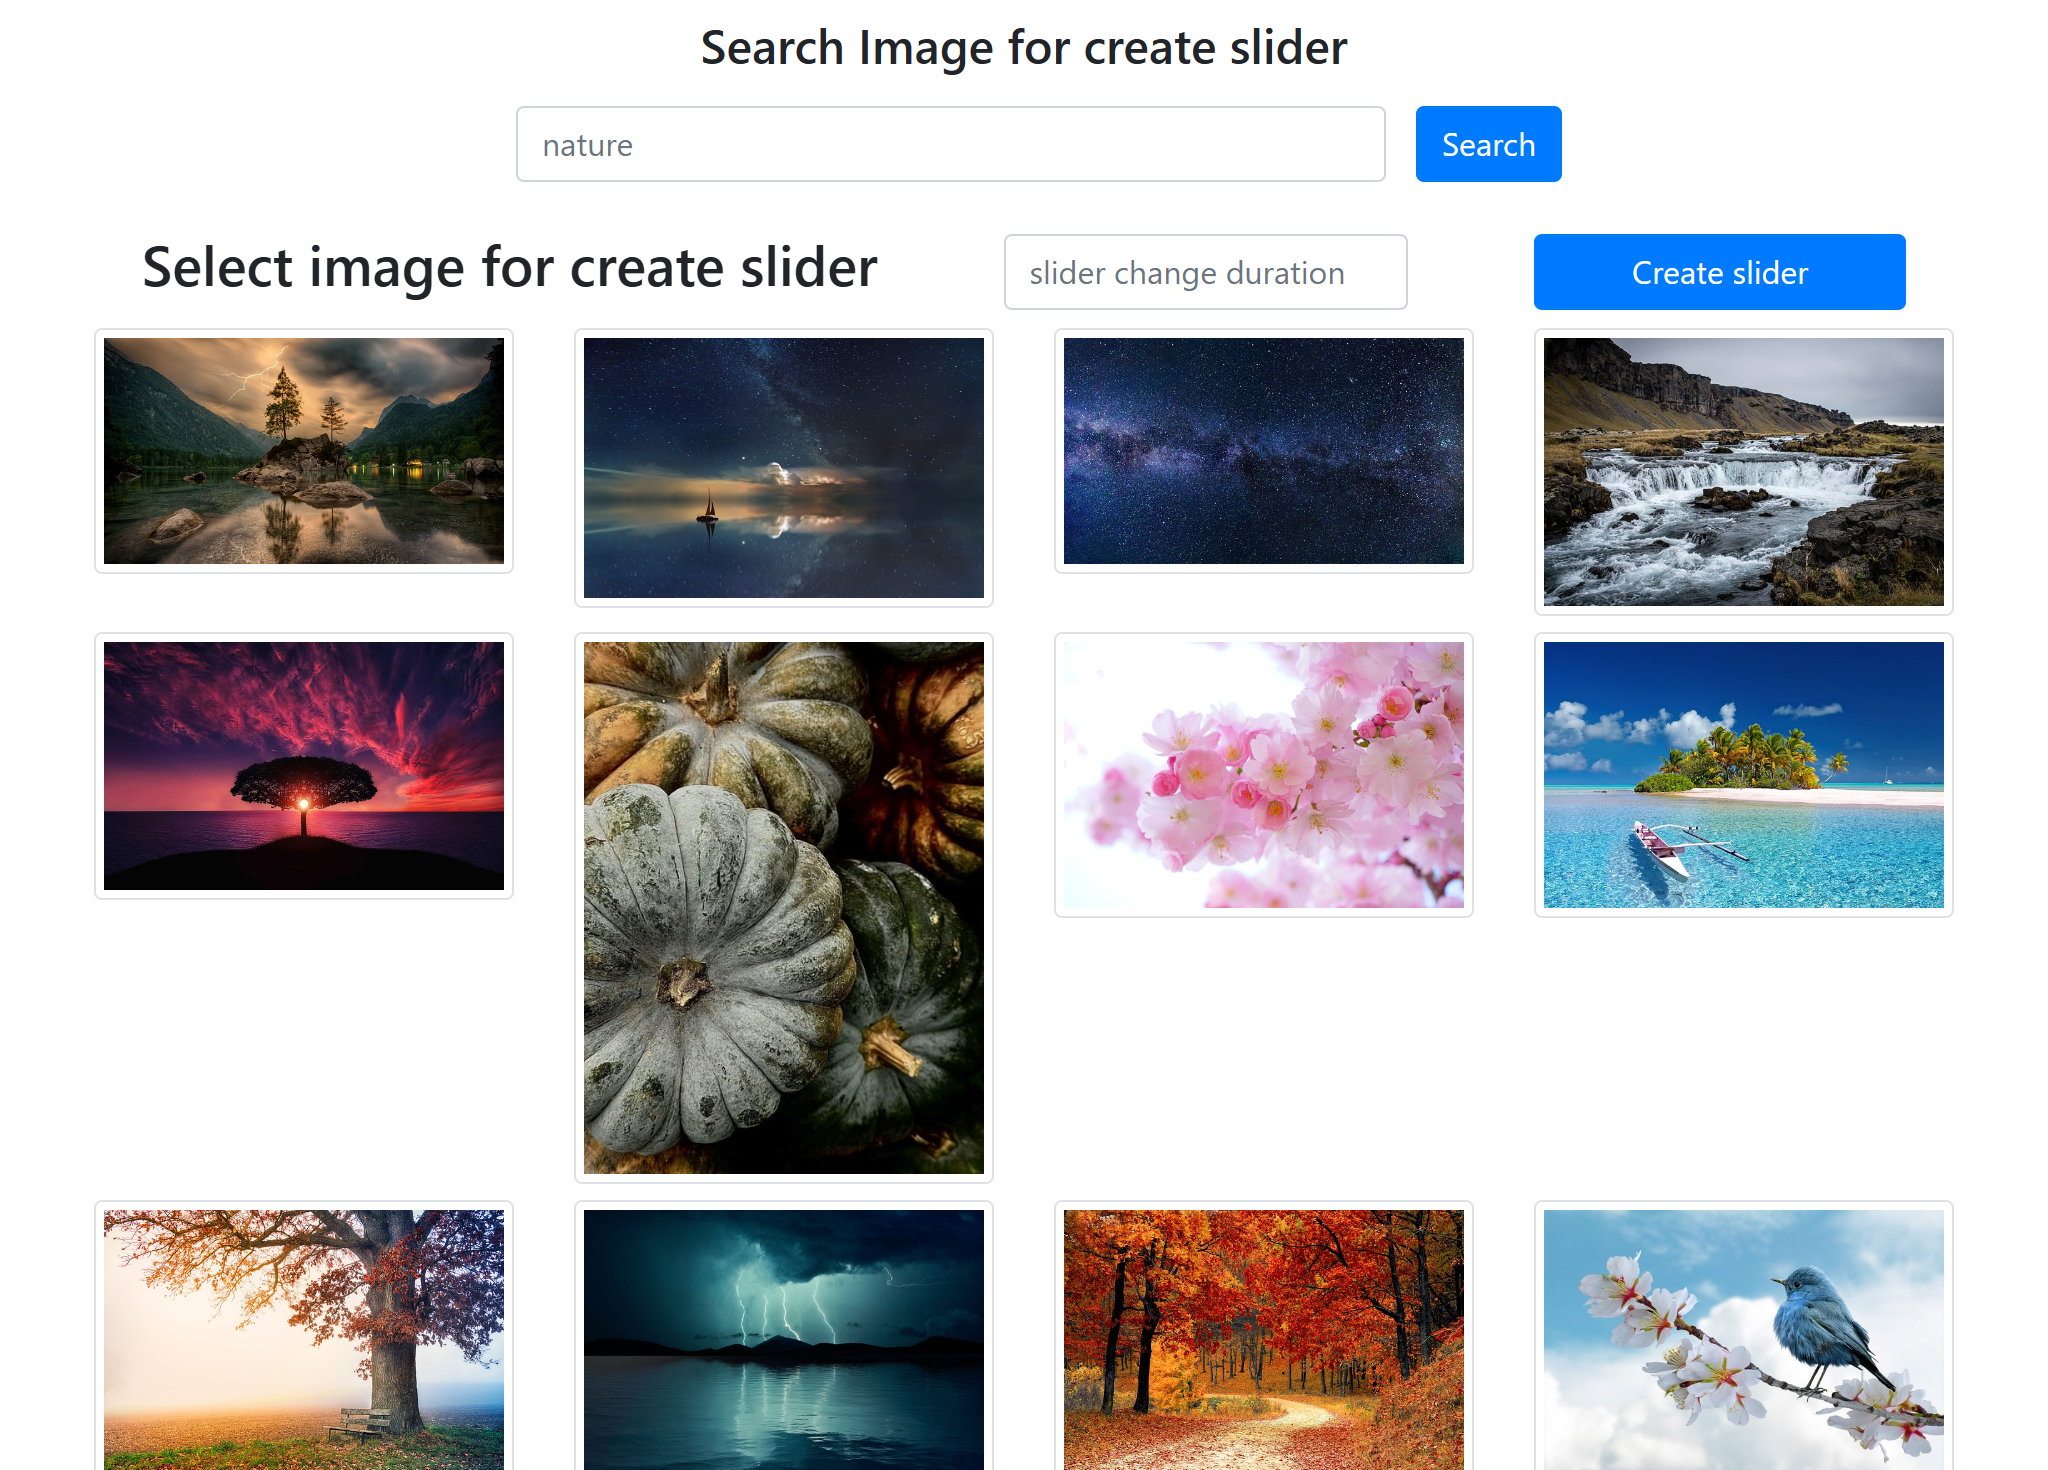 Search Image for create slider
nature
Search
Select image for create slider
slider change duration
Create slider